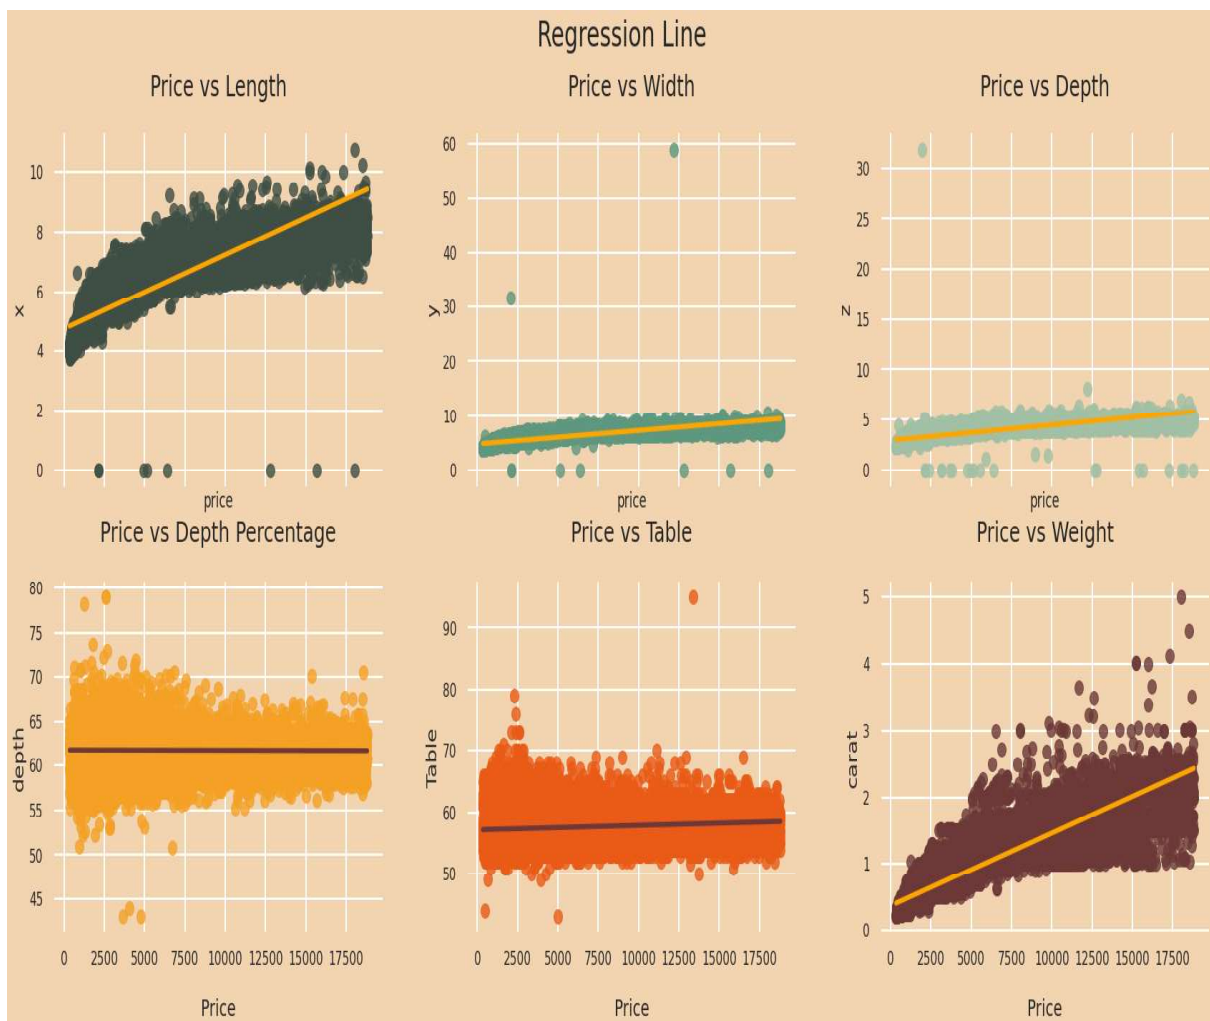 Regression Line
Price vs Length
Price vs Width
Price vs Depth
10
8
6
4
2
0
x
price
60
50
40
30
20
10
0
y
price
30
25
20
15
10
5
0
z
price
Price vs Depth Percentage
Price vs Table
Price vs Weight
80
75
70
65
60
55
50
45
depth
0 2500 5000 7500 10000 12500 15000 17500
Price
90
80
70
60
50
Table
0 2500 5000 7500 10000 12500 15000 17500
Price
5
4
3
2
1
0
carat
0 2500 5000 7500 10000 12500 15000 17500
Price